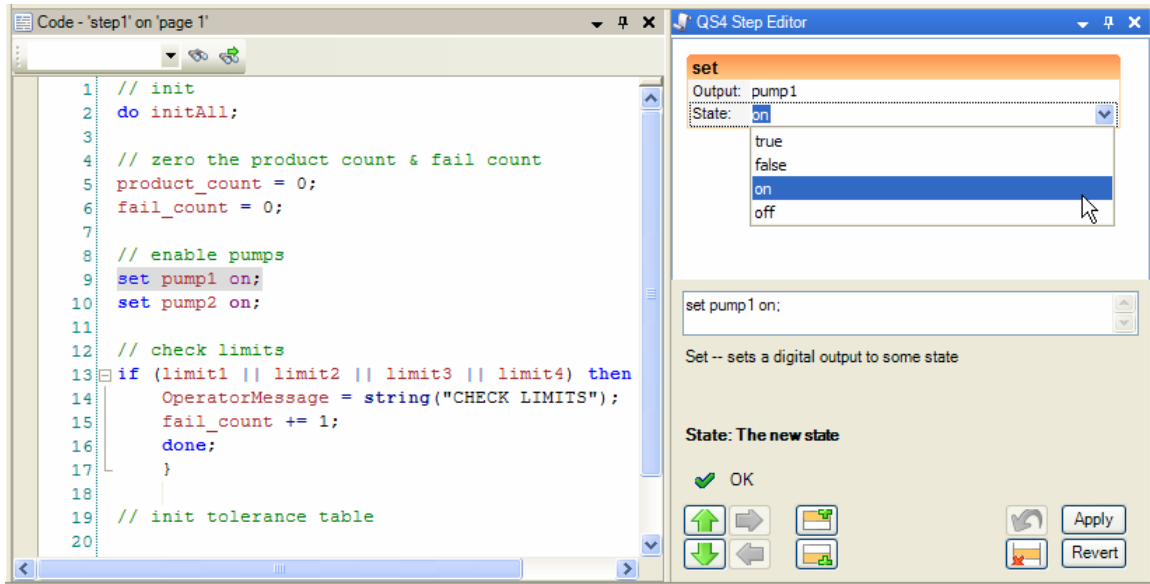 Code - 'step1' on 'page 1'
1 // init
2 do initAll;
3
4 // zero the product count & fail count
5 product_count = 0;
6 fail_count = 0;
7
8 // enable pumps
9 set pump1 on;
10 set pump2 on;
11
12 // check limits
13 if (limit1 || limit2 || limit3 || limit4) then
14 OperatorMessage = string("CHECK LIMITS");
15 fail_count += 1;
16 done;
17 }
18
19 // init tolerance table
20
QS4 Step Editor
set
Output: pump1
State: on
true
false
on
off
set pump1 on;
Set -- sets a digital output to some state
State: The new state
OK
Apply
Revert